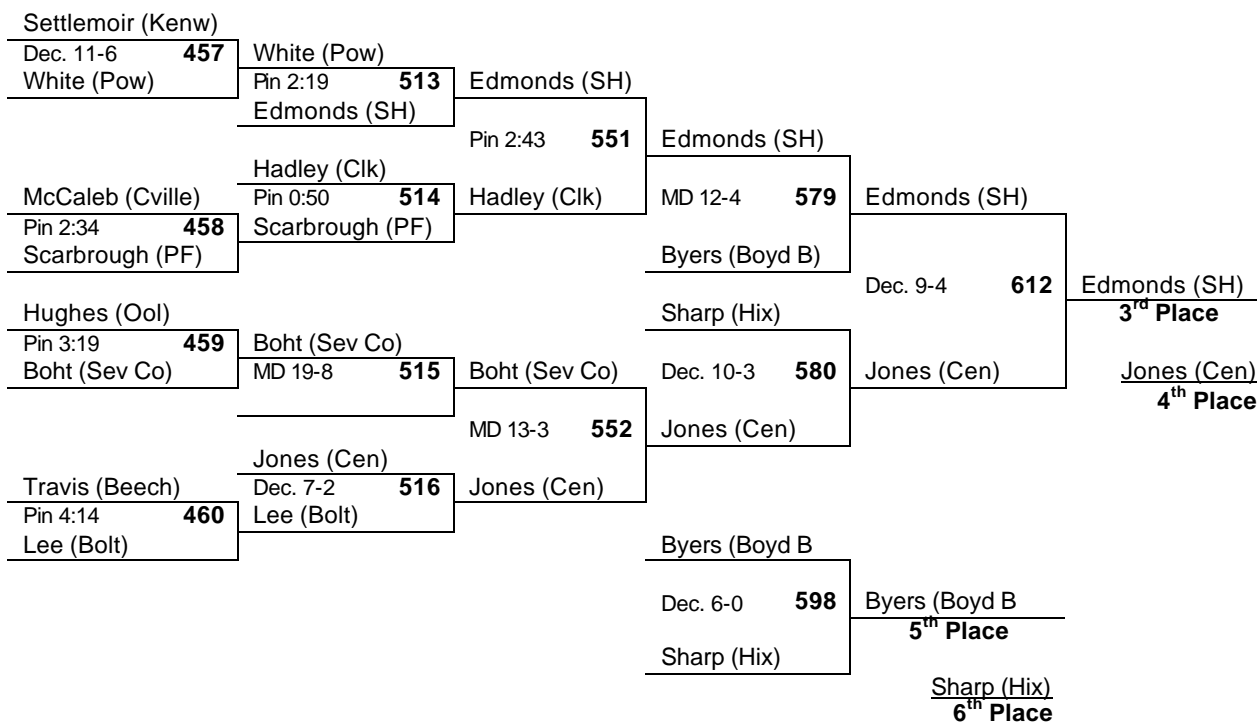 Settlemoir (Kenw)
Dec. 11-6 457
White (Pow)
White (Pow)
Pin 2:19 513
Edmonds (SH)
Edmonds (SH)
Pin 2:43 551
Hadley (Clk)
Hadley (Clk)
Pin 0:50 514
Scarbrough (PF)
McCaleb (Cville)
Pin 2:34 458
Scarbrough (PF)
Edmonds (SH)
MD 12-4 579
Byers (Boyd B)
Edmonds (SH)
Dec. 9-4 612
Jones (Cen)
Edmonds (SH)
3rd Place
Jones (Cen)
4th Place
Hughes (Ool)
Pin 3:19 459
Boht (Sev Co)
Boht (Sev Co)
MD 19-8 515
Boht (Sev Co)
MD 13-3 552
Jones (Cen)
Sharp (Hix)
Dec. 10-3 580
Jones (Cen)
Jones (Cen)
Dec. 7-2 516
Lee (Bolt)
Travis (Beech)
Pin 4:14 460
Lee (Bolt)
Byers (Boyd B
Dec. 6-0 598
Sharp (Hix)
Byers (Boyd B
5th Place
Sharp (Hix)
6th Place